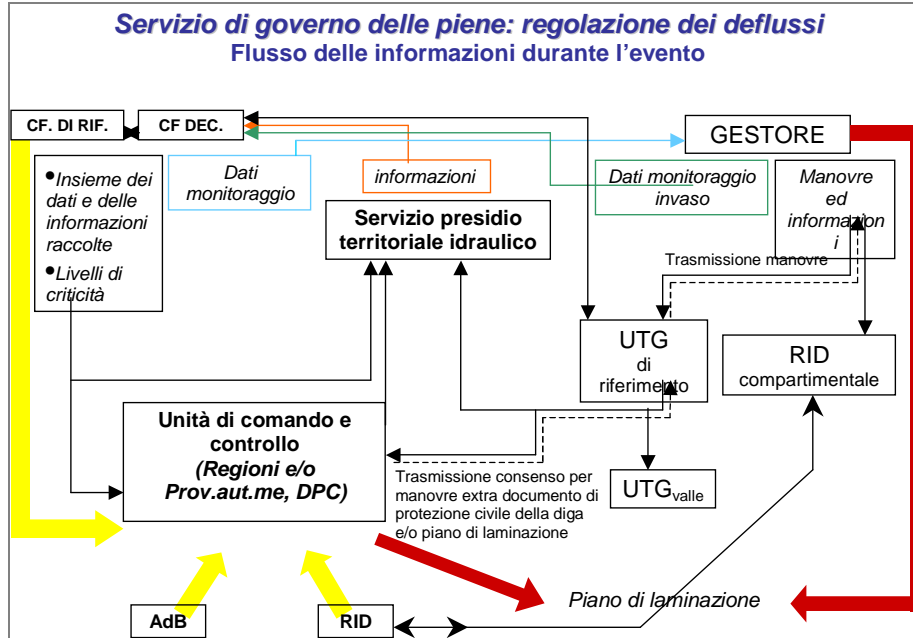 Servizio di governo delle piene: regolazione dei deflussi
Flusso delle informazioni durante l'evento
CF. DI RIF.
CF DEC.
GESTORE
•Insieme dei
dati e delle
informazioni
raccolte
•Livelli di
criticità
Dati
monitoraggio
informazioni
Dati monitoraggio
invaso
Manovre
ed
informazion
i
Servizio presidio
territoriale idraulico
Trasmissione manovre
UTG
di
riferimento
RID
compartimentale
Unità di comando e
controllo
(Regioni e/o
Prov.aut.me, DPC)
Trasmissione consenso per
manovre extra documento di
protezione civile della diga
e/o piano di laminazione
UTGvalle
Piano di laminazione
AdB
RID